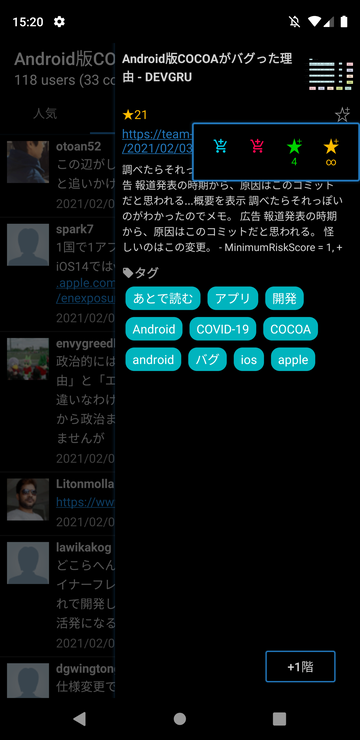 15:20
Android版CO
118 users (33 co
人気
otoan52
この辺がし
と追いかけ
2021/02/0
spark7
1国で1アプ
iOS14では
.apple.com
/enexposu
2021/02/0
envygreed
政治的には
由」と「エ
違いなわけ
から政治ま
ませんが
2021/02/0
Litonmolla
https://ww
2021/02/0
lawikakog
どこらへん
イナーフレ
れで開発し
活発になる
2021/02/0
dgwington
仕様変更で
Android版COCOAがバグった理
由 - DEVGRU
★21
https://team-
/2021/02/03
4
∞
調べたらそれっ
告 報道発表の時期から、原因はこのコミット
だと思われる...概要を表示 調べたらそれっぽい
のがわかったのでメモ。 広告 報道発表の時期
から、原因はこのコミットだと思われる。 怪
しいのはこの変更。 - MinimumRiskScore = 1, +
タグ
あとで読む アプリ 開発
Android COVID-19 COCOA
android バグ ios apple
+1階